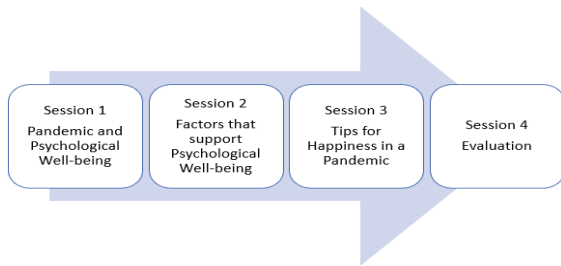 Session 1
Pandemic and
Psychological
Well-being
Session 2
Factors that
support
Psychological
Well-being
Session 3
Tips for
Happiness in a
Pandemic
Session 4
Evaluation